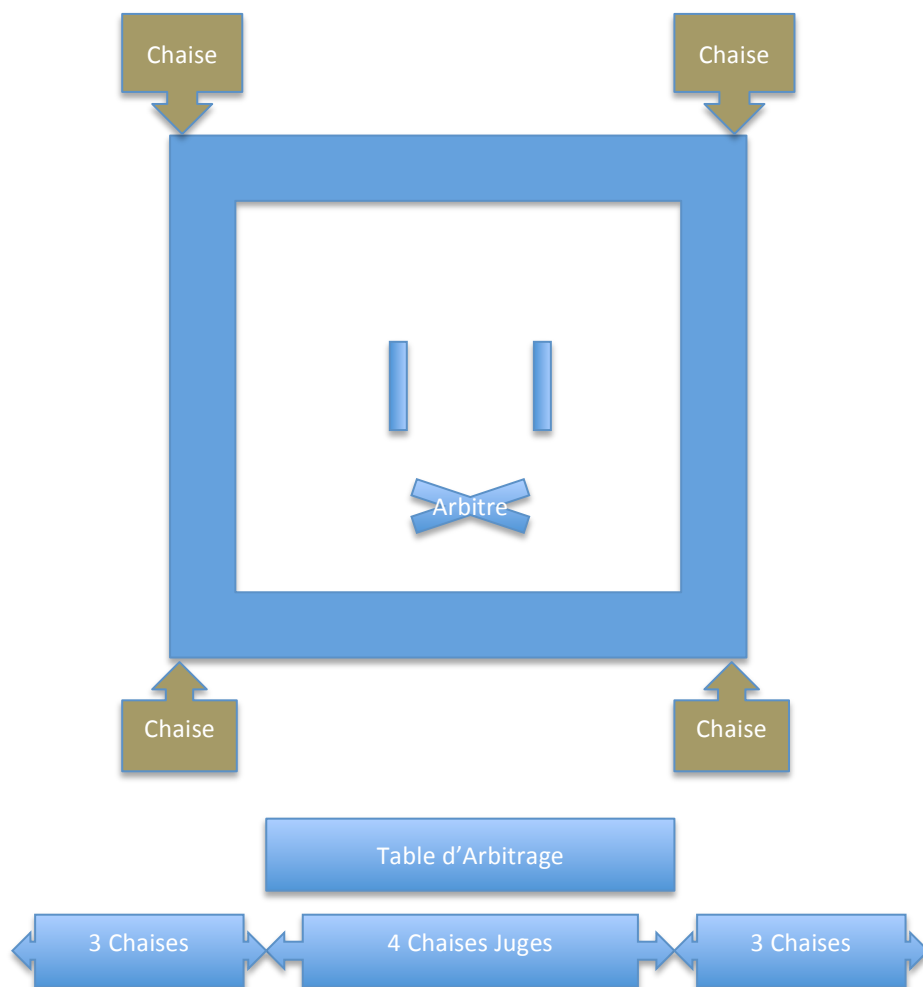 Chaise
Chaise
Arbitre
Chaise
Chaise
Table d’Arbitrage
3 Chaises
4 Chaises Juges
3 Chaises